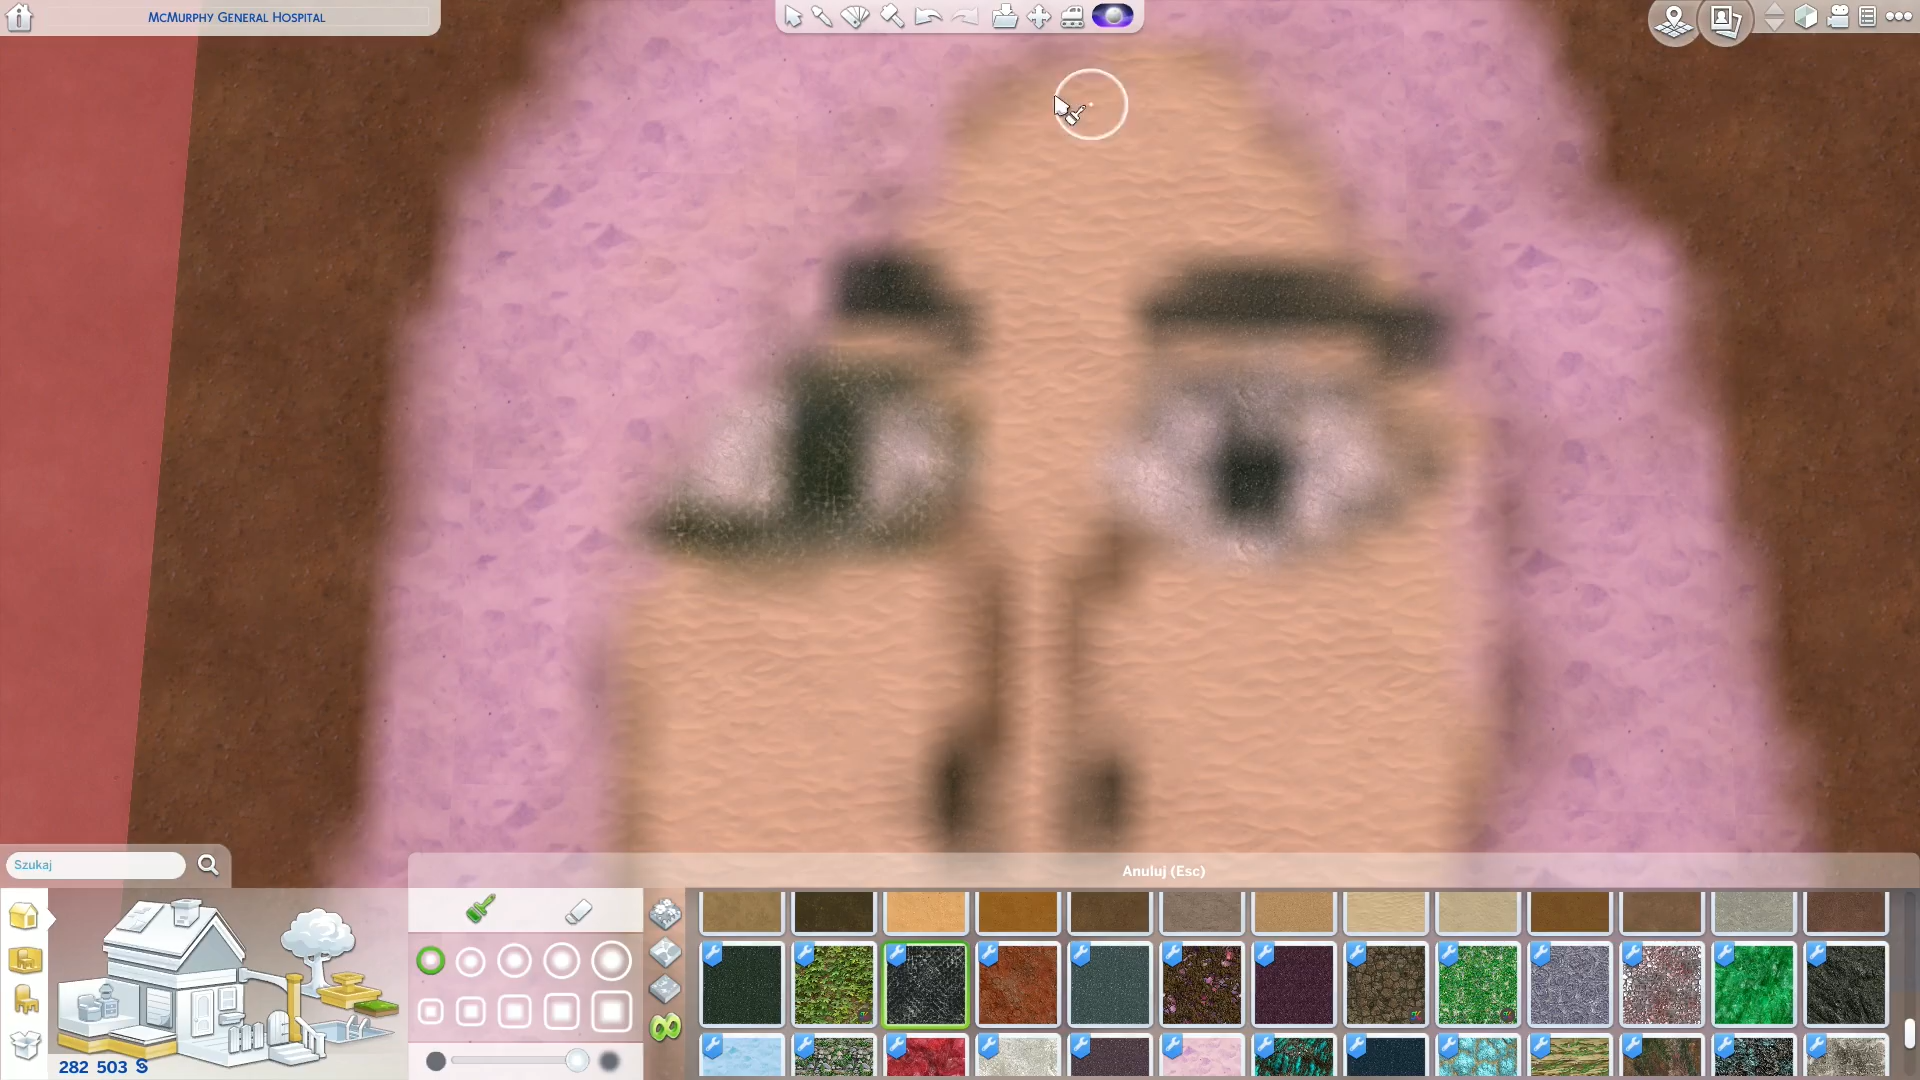 McMurphy General Hospital
Anuluj (Esc)
Szukaj
282 503 §